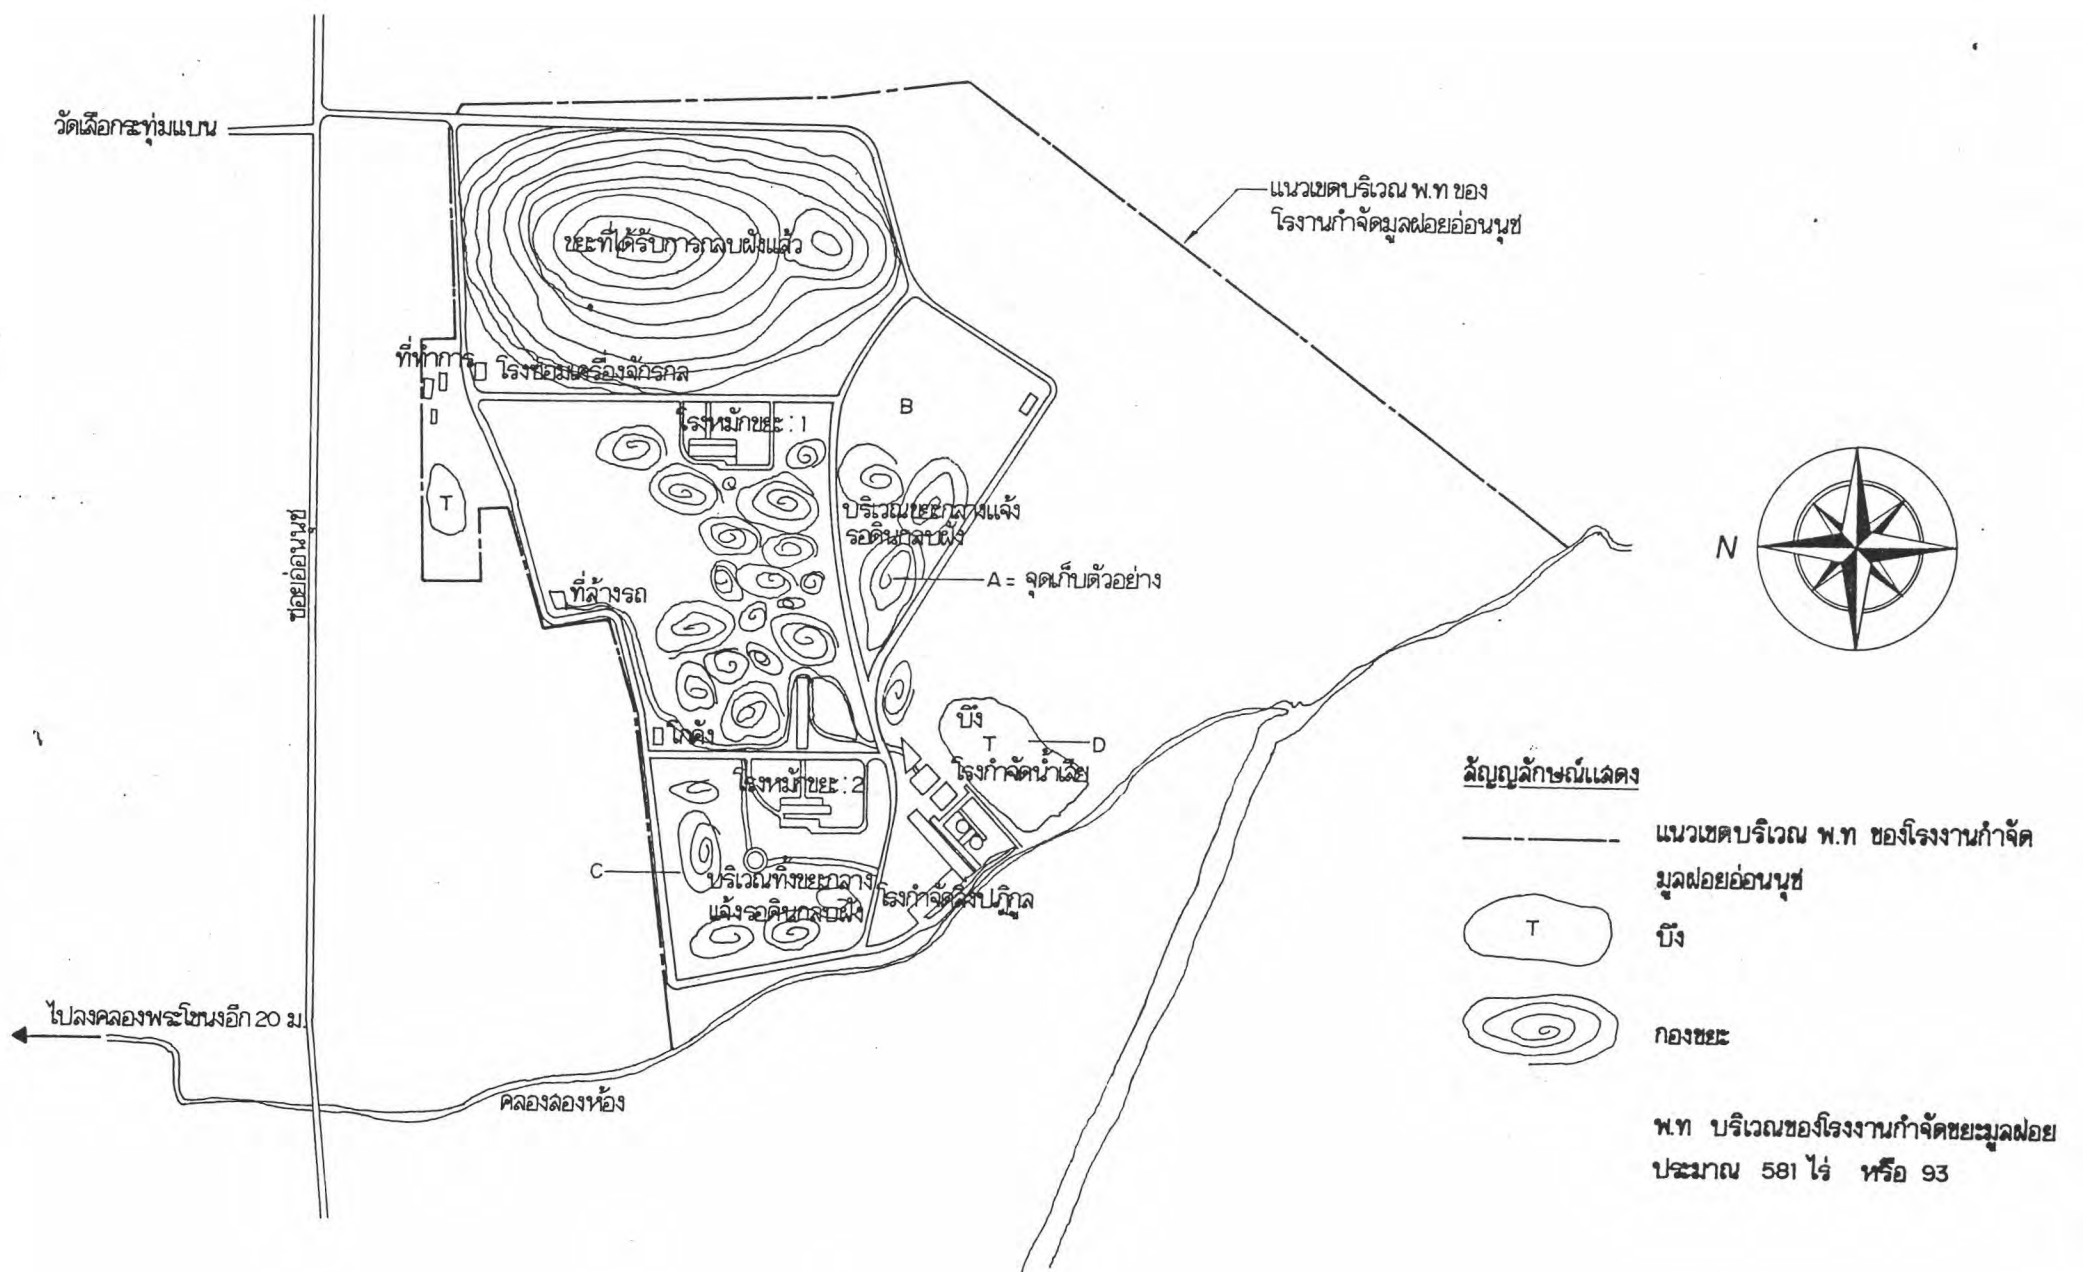 วัดเสือกระทุ่มแบน
แนวเขตบริเวณ พ.ท ของ
โรงานกำจัดมูลฝอยอ่อนนุช
ขยะที่ได้รับการกลบฝังแล้ว
ที่ทำการ
โรงซ่อมเครื่องจักรกล
B
โรงหมักขยะ : 1
T
บริเวณขยะกลางแจ้ง
รอดินกลบฝัง
ซอยอ่อนนุช
N
A = จุดเก็บตัวอย่าง
ที่ล้างรถ
โกดัง
บึง
T
D
โรงกำจัดน้ำเสีย
โรงหมักขยะ : 2
C
บริเวณทิ้งขยะกลาง
แจ้งรอดินกลบฝัง
โรงกำจัดสิ่งปฏิกูล
ไปลงคลองพระโขนงอีก 20 ม.
คลองสองห้อง
สัญญลักษณ์แสดง
แนวเขตบริเวณ พ.ท ของโรงงานกำจัด
มูลฝอยอ่อนนุช
T
บึง
กองขยะ
พ.ท บริเวณของโรงงานกำจัดขยะมูลฝอย
ประมาณ 581 ไร่ หรือ 93